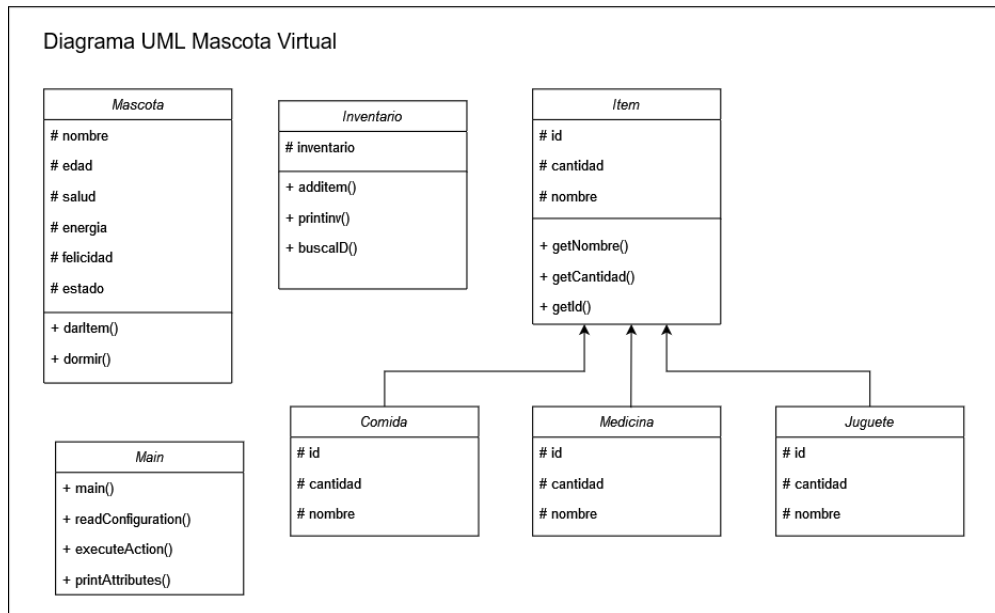 Diagrama UML Mascota Virtual
Mascota
# nombre
# edad
# salud
# energia
# felicidad
# estado
+ darItem()
+ dormir()
Inventario
# inventario
+ additem()
+ printinv()
+ buscaID()
Item
# id
# cantidad
# nombre
+ getNombre()
+ getCantidad()
+ getId()
Main
+ main()
+ readConfiguration()
+ executeAction()
+ printAttributes()
Comida
# id
# cantidad
# nombre
Medicina
# id
# cantidad
# nombre
Juguete
# id
# cantidad
# nombre